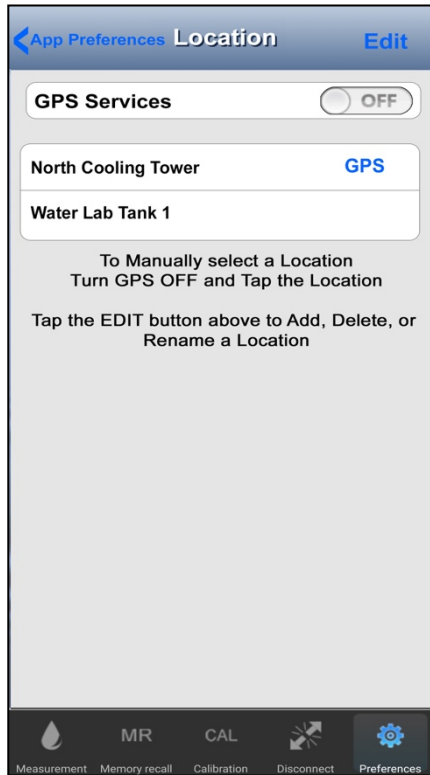 App Preferences Location Edit
GPS Services OFF
North Cooling Tower GPS
Water Lab Tank 1
To Manually select a Location
Turn GPS OFF and Tap the Location
Tap the EDIT button above to Add, Delete, or
Rename a Location
MR CAL
Measurement Memory recall Calibration Disconnect Preferences